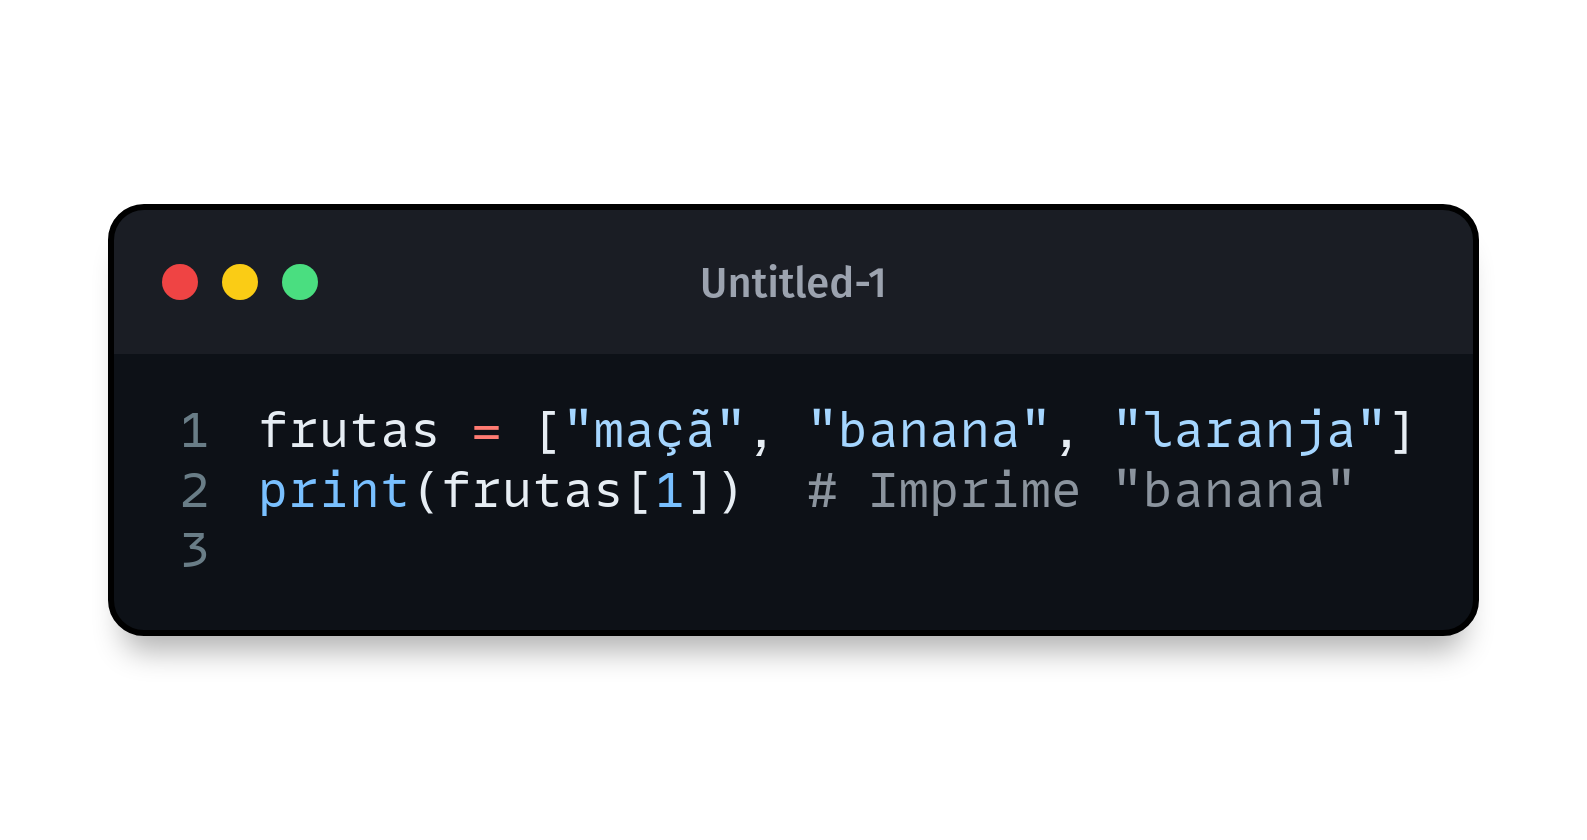 Untitled-1
1 frutas = ["maçã", "banana", "laranja"]
2 print(frutas[1])  # Imprime "banana"
3